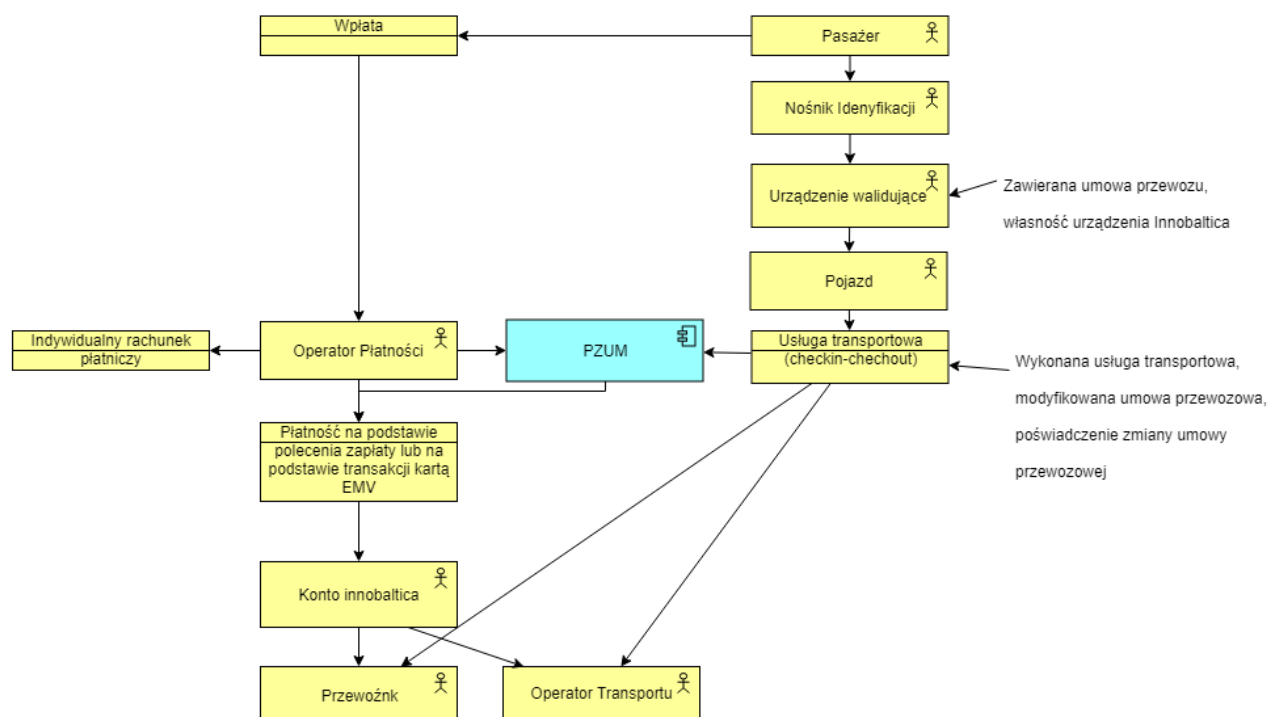 Wpłata
Pasażer
Nośnik Idenyfikacji
Urządzenie walidujące
Zawierana umowa przewozu,
własność urządzenia Innobaltica
Pojazd
Indywidualny rachunek
płatniczy
Operator Płatności
PZUM
Usługa transportowa
(checkin-chechout)
Wykonana usługa transportowa,
modyfikowana umowa przewozowa,
poświadczenie zmiany umowy
przewozowej
Płatność na podstawie
polecenia zapłaty lub na
podstawie transakcji kartą
EMV
Konto innobaltica
Przewoźnk
Operator Transportu